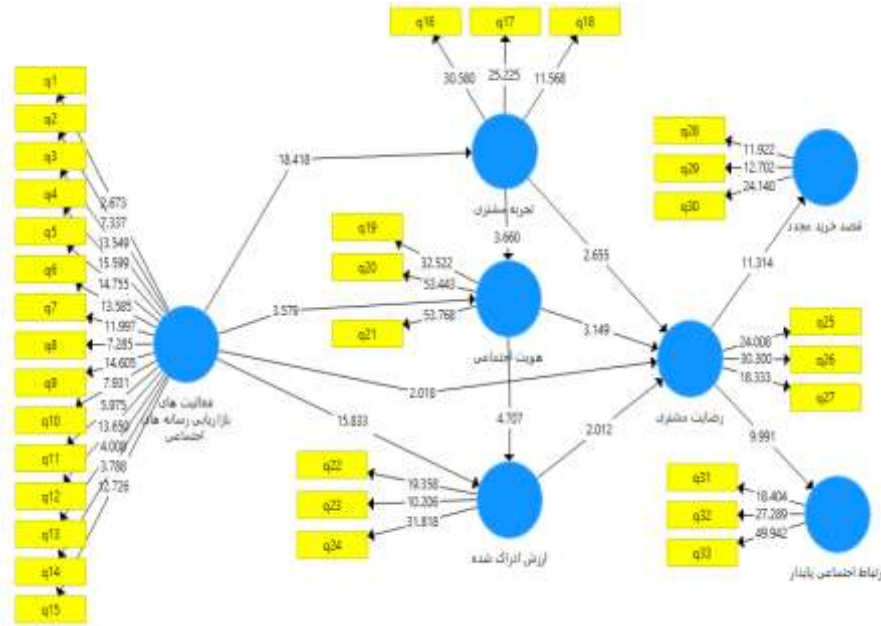 q16
q17
q18
30.580
25.225
11.568
q1
q2
q3
q4
q5
q6
q7
q8
q9
q10
q11
q12
q13
q14
q15
2.673
7.337
13.549
15.599
14.755
13.585
11.997
7.285
14.605
7.931
5.975
13.650
4.008
3.788
12.726
فعالیت های
بازاریابی رسانه های
اجتماعی
18.418
3.579
2.018
15.833
تجربه مشتری
3.660
2.655
q19
q20
q21
32.522
53.443
53.768
هویت اجتماعی
3.149
4.707
q22
q23
q24
19.358
10.206
31.818
ارزش ادراک شده
2.012
q28
q29
q30
11.922
12.702
24.140
قصد خرید مجدد
11.314
q25
q26
q27
24.008
30.300
18.333
رضایت مشتری
9.991
q31
q32
q33
18.404
27.289
49.942
ارتباط اجتماعی پایدار